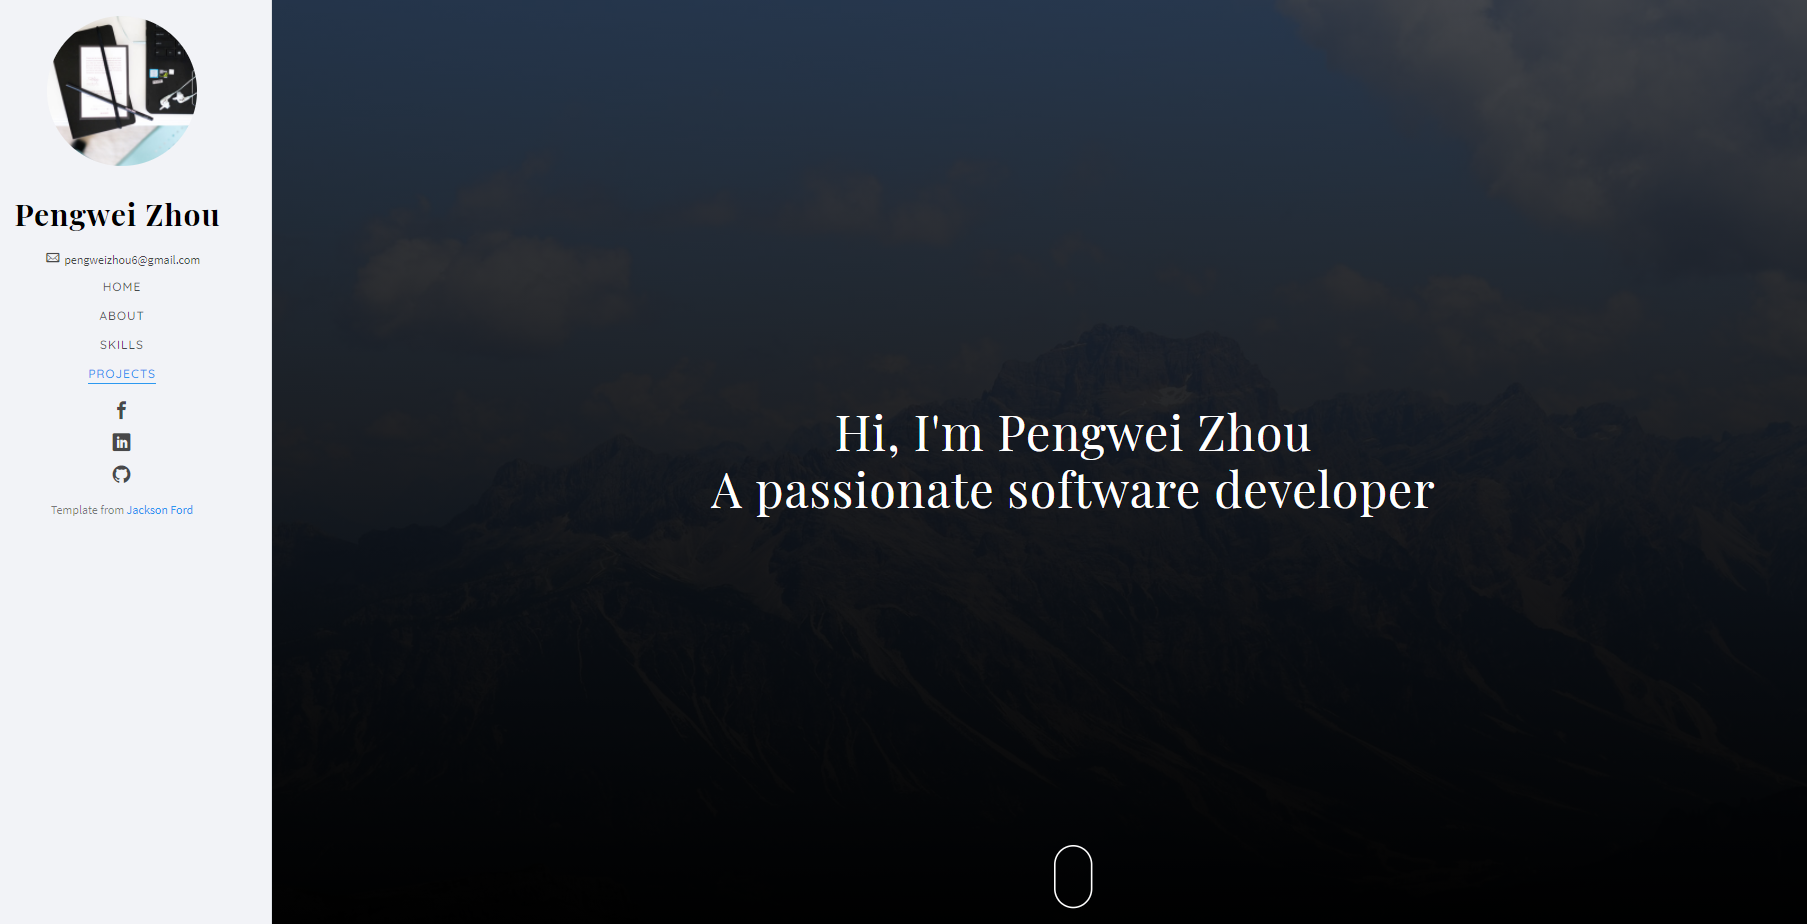 Pengwei Zhou
pengweizhou6@gmail.com
HOME
ABOUT
SKILLS
PROJECTS
Template from Jackson Ford
Hi, I'm Pengwei Zhou
A passionate software developer